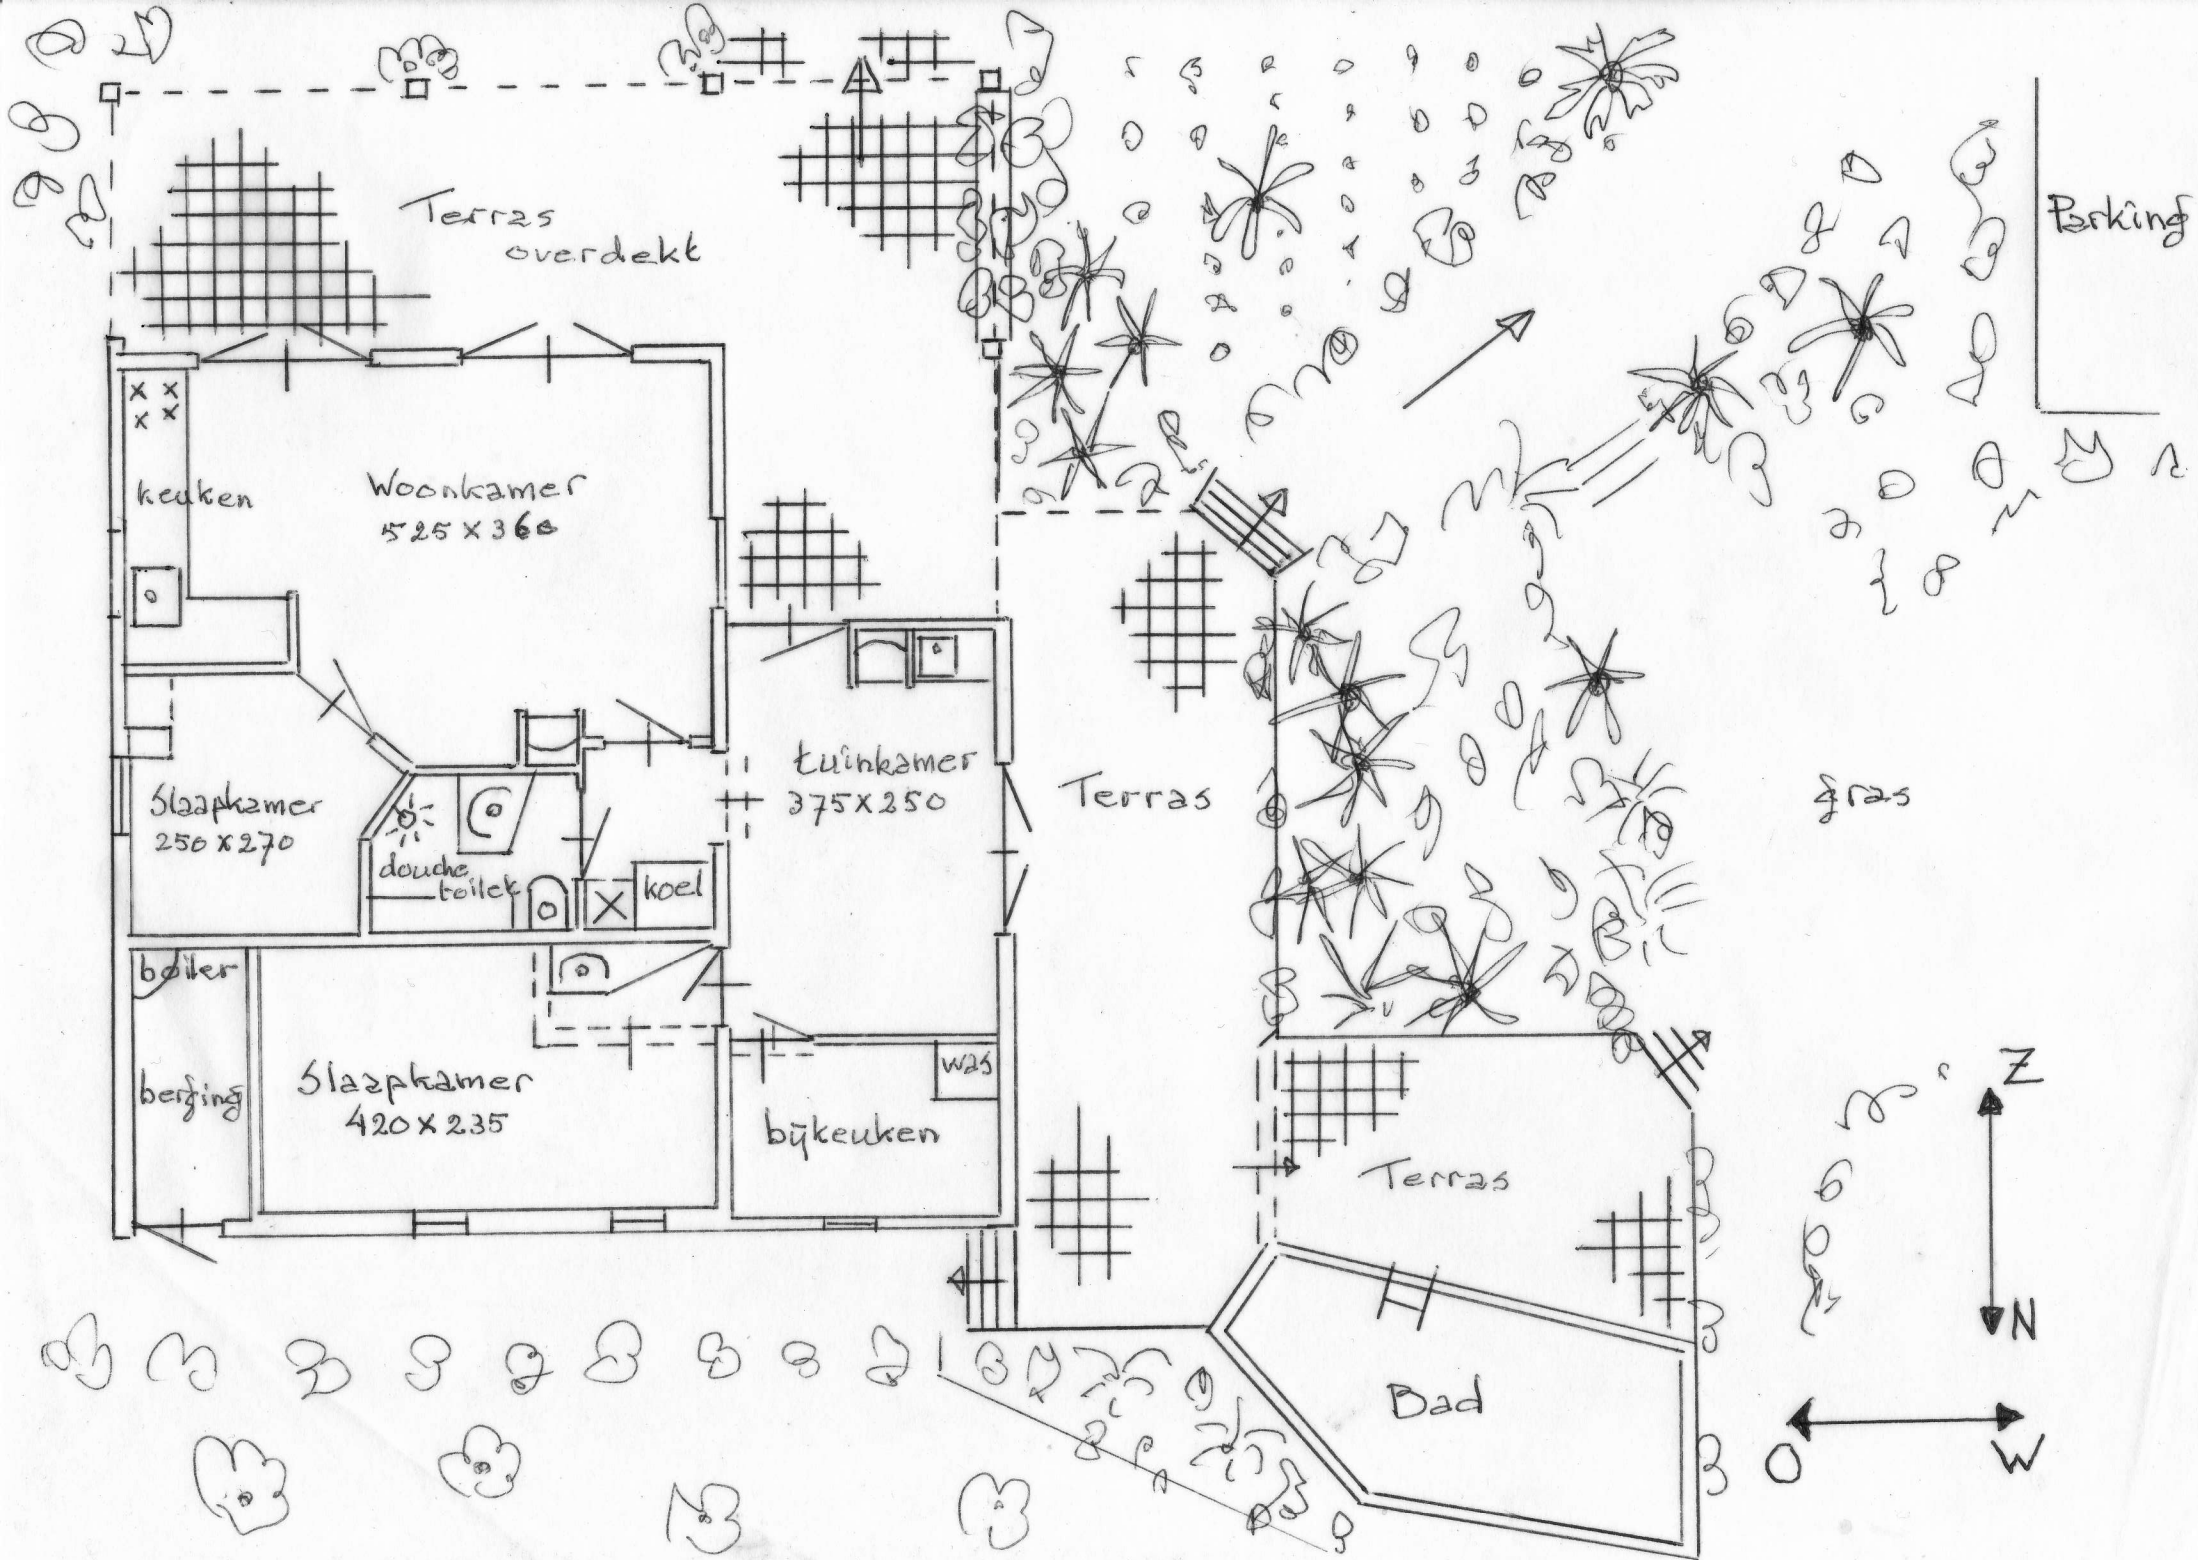 Terras
overdekt
Parking
keuken
Woonkamer
525 x 360
tuinkamer
375 x 250
Terras
gras
Slaapkamer
250 x 270
douche
toilet
koel
boiler
berging
Slaapkamer
420 x 235
was
bijkeuken
Terras
Z
N
O
W
Bad